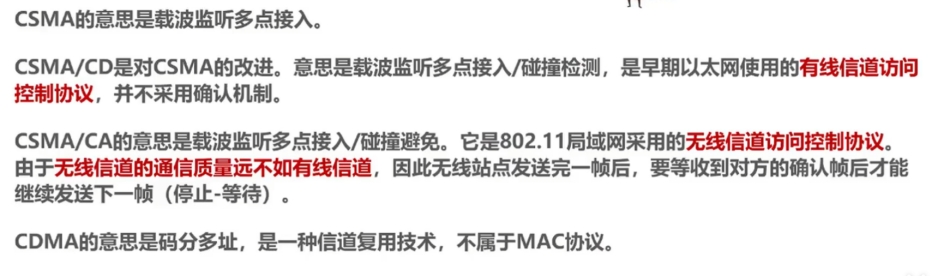 CSMA的意思是载波监听多点接入。
CSMA/CD是对CSMA的改进。意思是载波监听多点接入/碰撞检测，是早期以太网使用的有线信道访问
控制协议，并不采用确认机制。
CSMA/CA的意思是载波监听多点接入/碰撞避免。它是802.11局域网采用的无线信道访问控制协议。
由于无线信道的通信质量远不如有线信道，因此无线站点发送完一帧后，要等收到对方的确认帧后才能
继续发送下一帧（停止-等待）。
CDMA的意思是码分多址，是一种信道复用技术，不属于MAC协议。